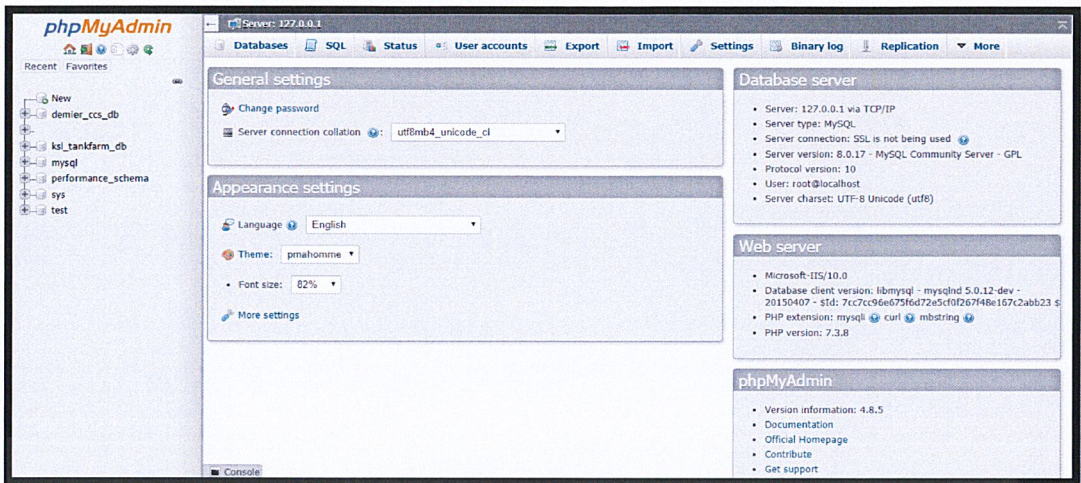 phpMyAdmin
Recent Favorites
New
demier_ccs_db
ksl_tankfarm_db
mysql
performance_schema
sys
test
Server: 127.0.0.1
Databases SQL Status User accounts Export Import Settings Binary log Replication More
General settings
Change password
Server connection collation : utf8mb4_unicode_ci
Appearance settings
Language English
Theme: pmahomme
• Font size: 82%
More settings
Console
Database server
• Server: 127.0.0.1 via TCP/IP
• Server type: MySQL
• Server connection: SSL is not being used
• Server version: 8.0.17 - MySQL Community Server - GPL
• Protocol version: 10
• User: root@localhost
• Server charset: UTF-8 Unicode (utf8)
Web server
• Microsoft-IIS/10.0
• Database client version: libmysql - mysqlnd 5.0.12-dev -
20150407 - $Id: 7cc7cc96e675f6d72e5cf0f267f48e167c2abb23 $
• PHP extension: mysqli curl mbstring
• PHP version: 7.3.8
phpMyAdmin
• Version information: 4.8.5
• Documentation
• Official Homepage
• Contribute
• Get support